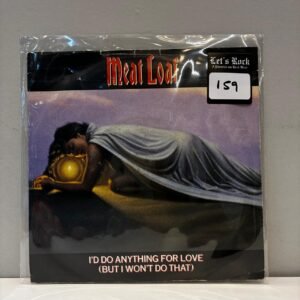 Meat Loaf
Let's Rock
159
I'D DO ANYTHING FOR LOVE
(BUT I WON'T DO THAT)